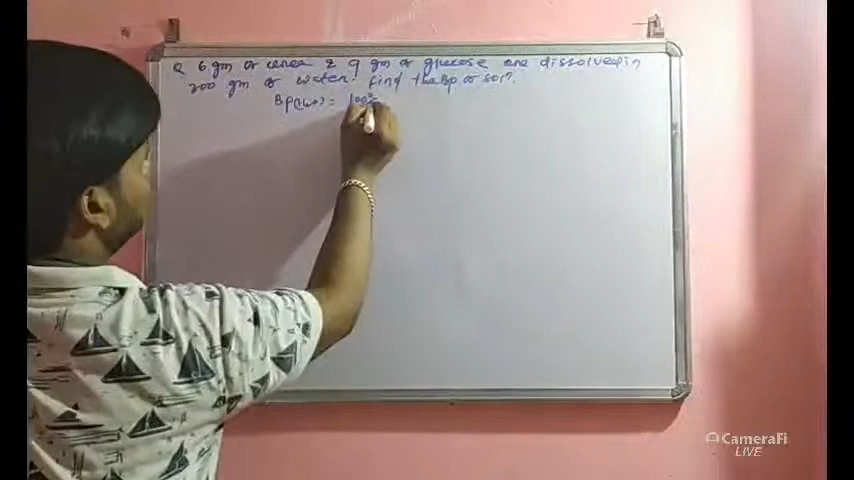 Q 6 gm of urea & 9 gm of glucose are dissolved in
200 gm of water. find the Bp of soln.
Bp(H2O) = 100°C
CameraFi
LIVE